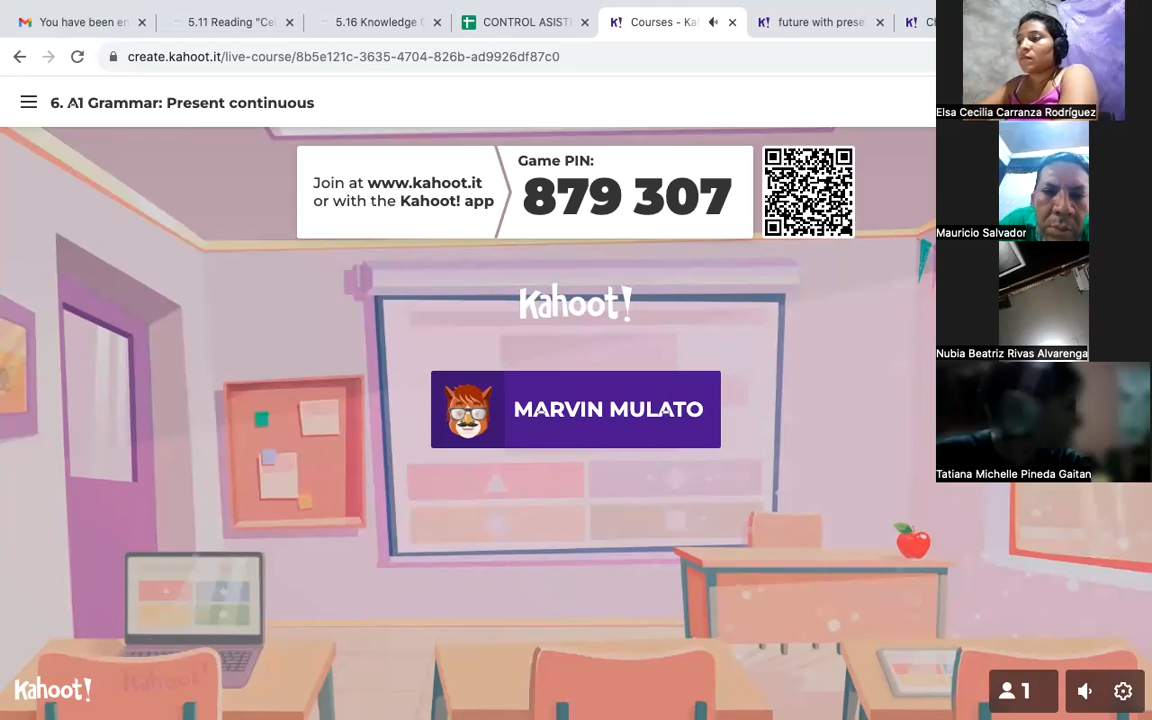 You have been en
5.11 Reading "Cel
5.16 Knowledge C
CONTROL ASIST
Courses - Ka
future with prese
create.kahoot.it/live-course/8b5e121c-3635-4704-826b-ad9926df87c0
6. A1 Grammar: Present continuous
Join at www.kahoot.it
or with the Kahoot! app
Game PIN:
879 307
Kahoot!
MARVIN MULATO
Elsa Cecilia Carranza Rodríguez
Mauricio Salvador
Nubia Beatriz Rivas Alvarenga
Tatiana Michelle Pineda Gaitan
Kahoot!
1